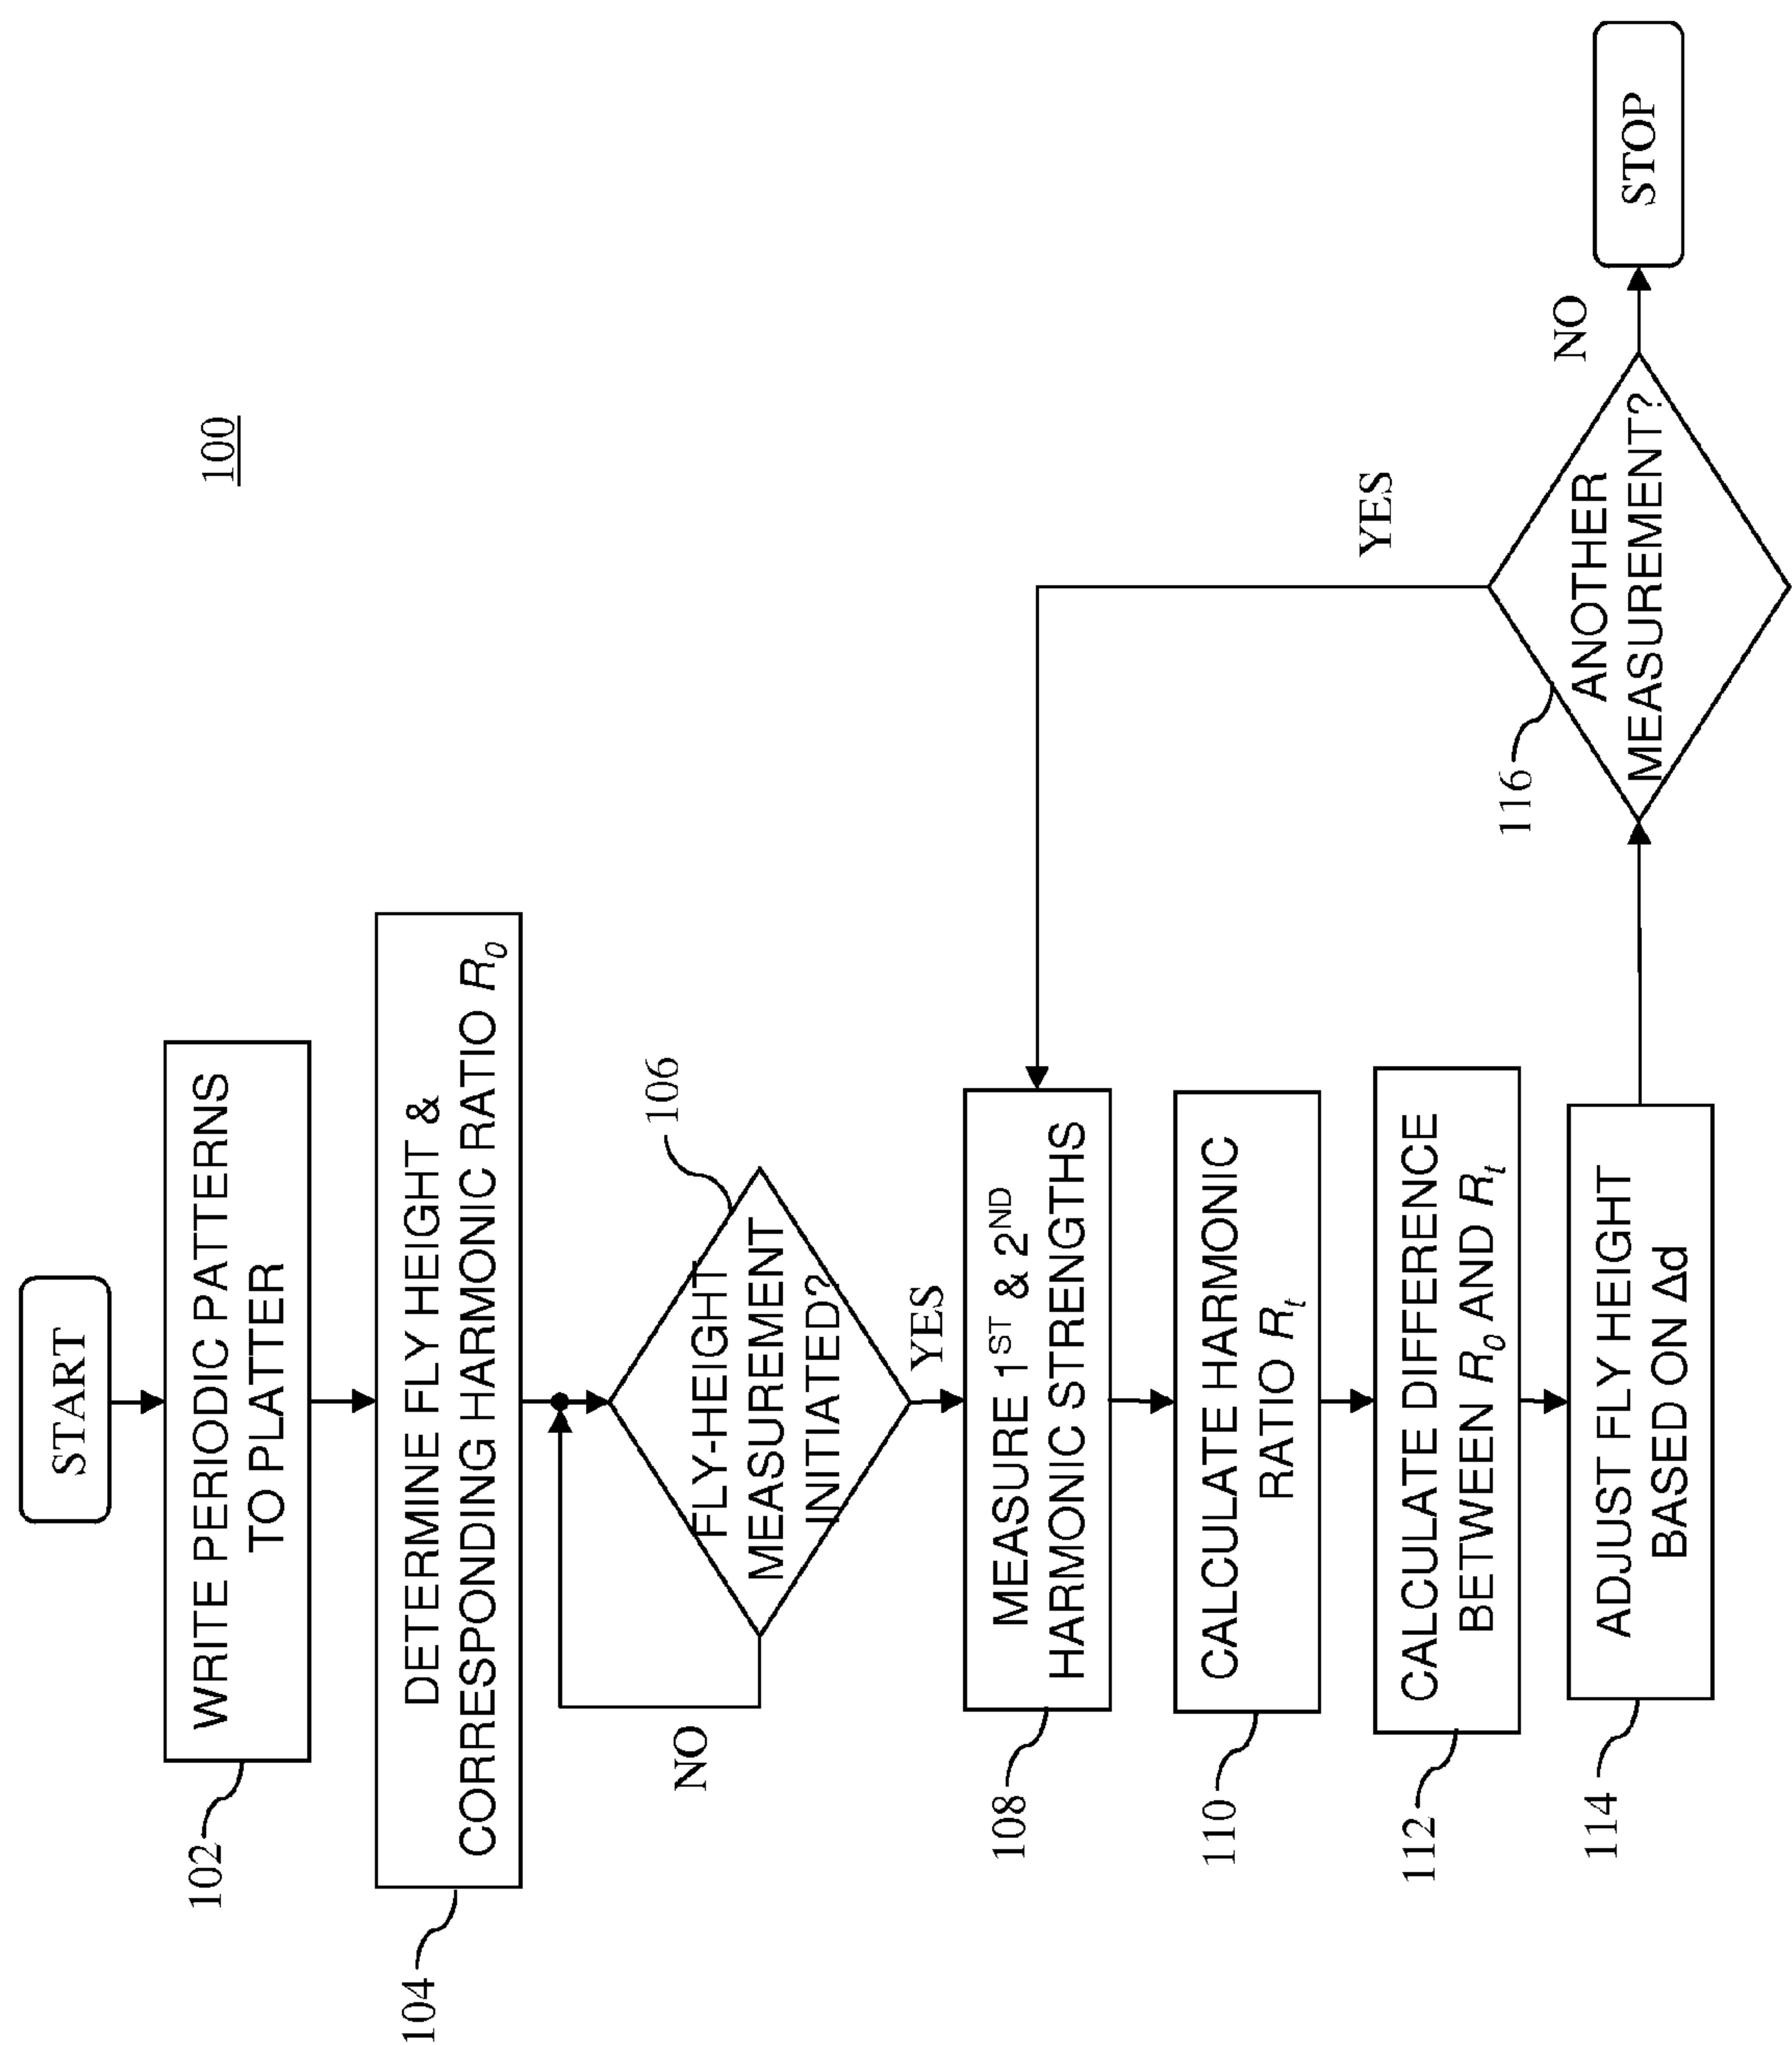 100
START
WRITE PERIODIC PATTERNS
TO PLATTER
102
DETERMINE FLY HEIGHT &
CORRESPONDING HARMONIC RATIO R0
104
FLY-HEIGHT
MEASUREMENT
INITIATED?
106
NO
YES
MEASURE 1ST & 2ND
HARMONIC STRENGTHS
108
CALCULATE HARMONIC
RATIO Rt
110
CALCULATE DIFFERENCE
BETWEEN R0 AND Rt
112
ADJUST FLY HEIGHT
BASED ON Δd
114
ANOTHER
MEASUREMENT?
116
YES
NO
STOP